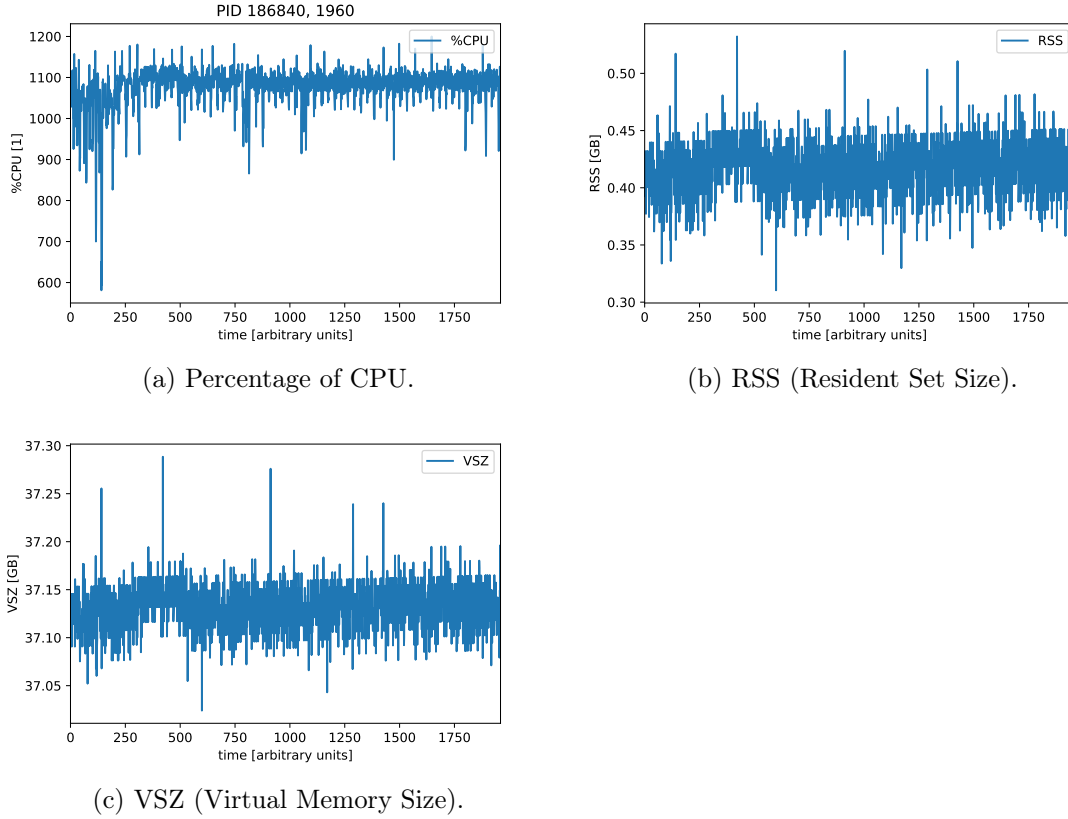 PID 186840, 1960
%CPU
1200
1100
1000
900
800
700
600
%CPU [1]
0 250 500 750 1000 1250 1500 1750
time [arbitrary units]
(a) Percentage of CPU.
RSS
0.50
0.45
0.40
0.35
0.30
RSS [GB]
0 250 500 750 1000 1250 1500 1750
time [arbitrary units]
(b) RSS (Resident Set Size).
VSZ
37.30
37.25
37.20
37.15
37.10
37.05
VSZ [GB]
0 250 500 750 1000 1250 1500 1750
time [arbitrary units]
(c) VSZ (Virtual Memory Size).